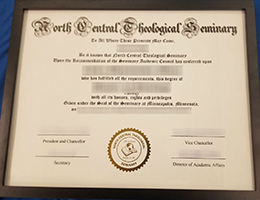 North Central Theological Seminary
To All Whom These Presents May Come,
Be it known that North Central Theological Seminary
Upon the Recommendation of the Seminary Academic Council has conferred upon
who has fulfilled all the requirements, this degree of
with all its honors, rights and privileges
Given under the Seal of the Seminary at Minneapolis, Minnesota,
President and Chancellor
Vice Chancellor
Secretary
Director of Academic Affairs